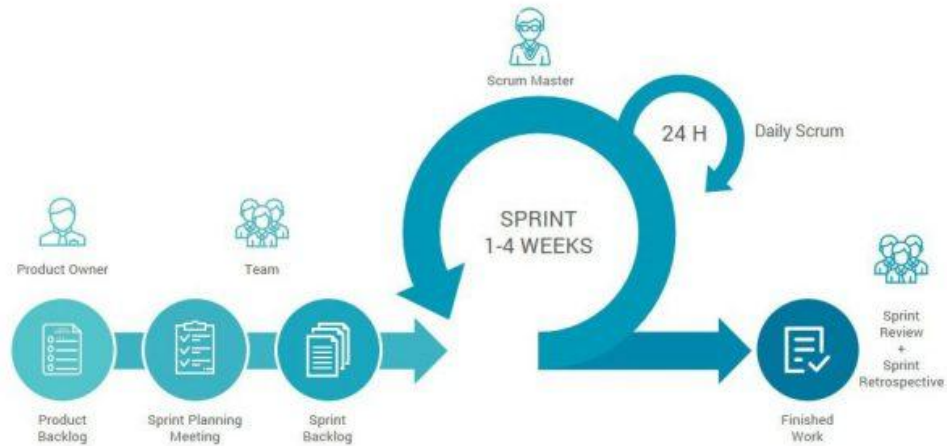 Scrum Master
24 H
Daily Scrum
SPRINT
1-4 WEEKS
Product Owner
Team
Product
Backlog
Sprint Planning
Meeting
Sprint
Backlog
Finished
Work
Sprint
Review
+
Sprint
Retrospective